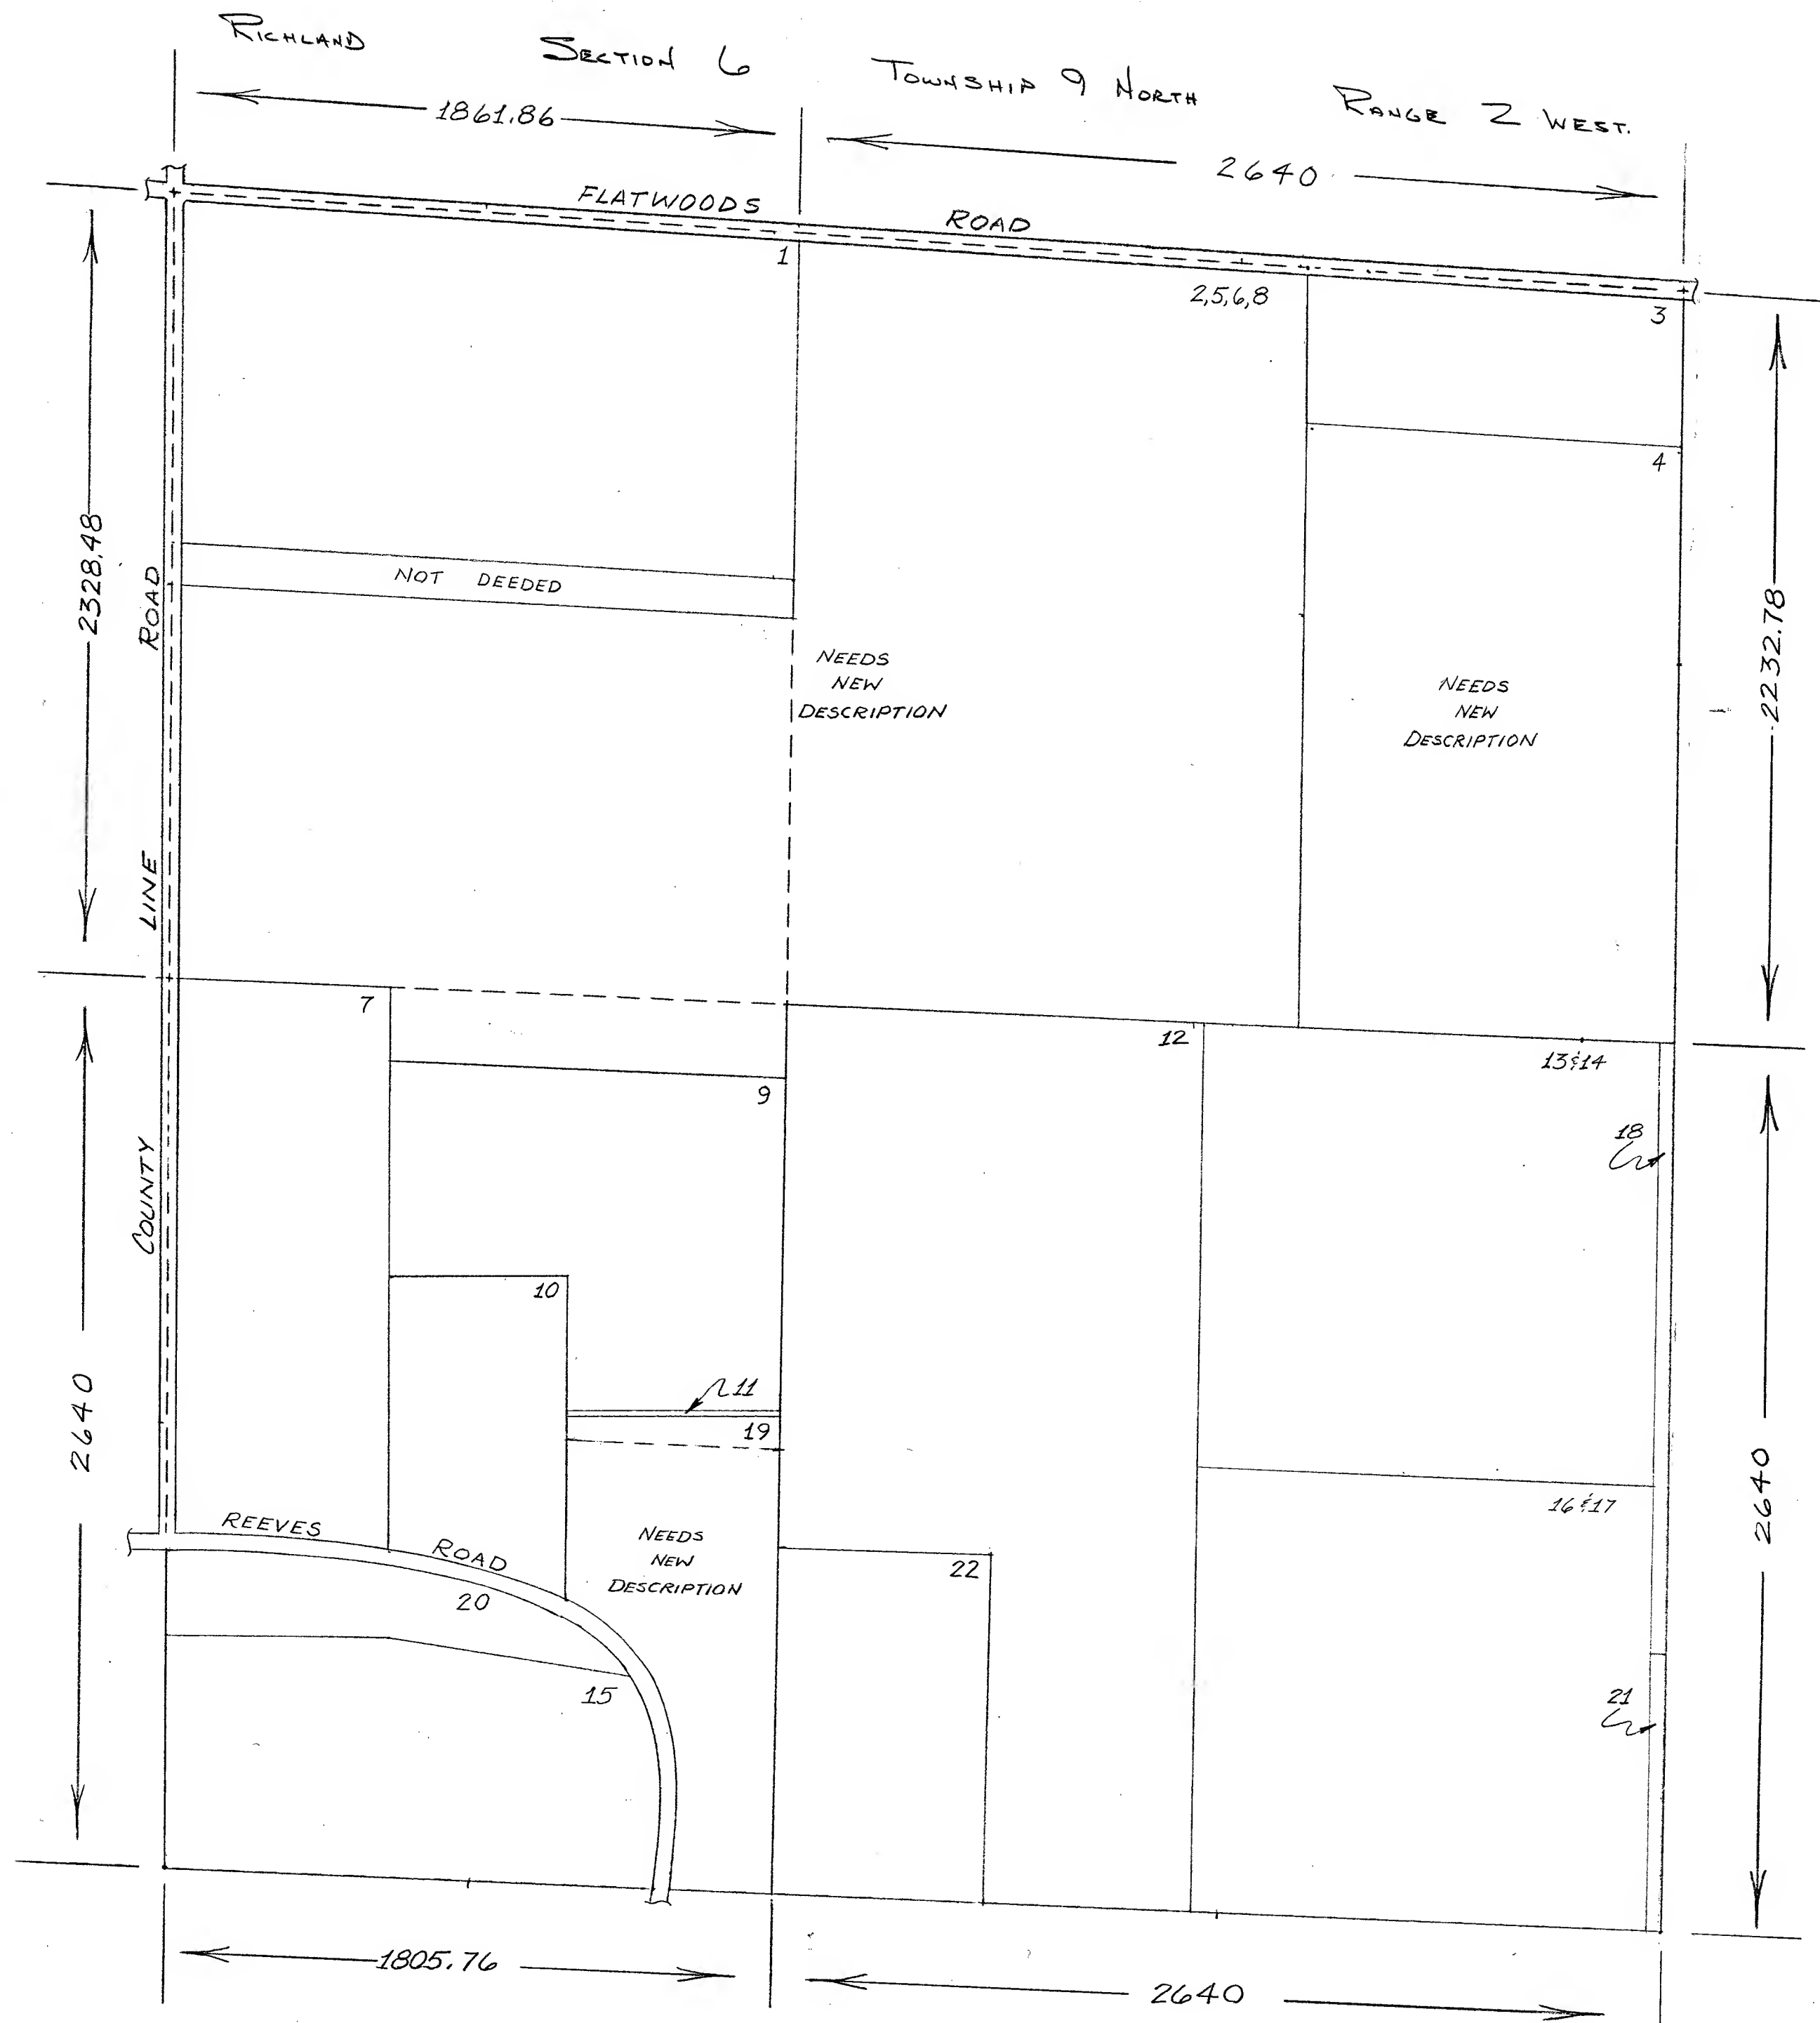 RICHLAND SECTION 6 TOWNSHIP 9 NORTH RANGE 2 WEST.
1861.86
2640
FLATWOODS ROAD
1
2,5,6,8
3
4
2328.48
2232.78
NOT DEEDED
NEEDS
NEW
DESCRIPTION
NEEDS
NEW
DESCRIPTION
COUNTY LINE ROAD
7
12
13 & 14
9
18
10
11
19
2640
2640
16 & 17
REEVES ROAD
NEEDS
NEW
DESCRIPTION
22
20
15
21
1805.76
2640